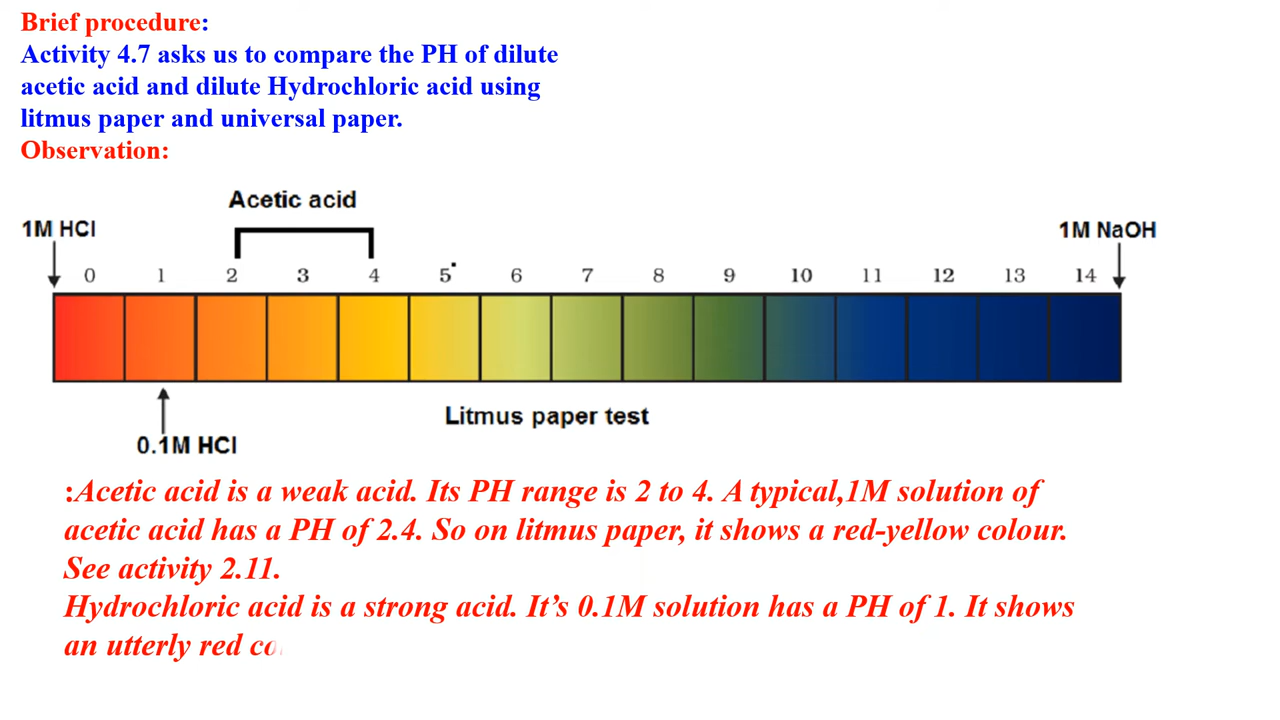 Brief procedure:
Activity 4.7 asks us to compare the PH of dilute
acetic acid and dilute Hydrochloric acid using
litmus paper and universal paper.
Observation:
Acetic acid
1M HCl
1M NaOH
0 1 2 3 4 5 6 7 8 9 10 11 12 13 14
Litmus paper test
0.1M HCl
:Acetic acid is a weak acid. Its PH range is 2 to 4. A typical,1M solution of
acetic acid has a PH of 2.4. So on litmus paper, it shows a red-yellow colour.
See activity 2.11.
Hydrochloric acid is a strong acid. It’s 0.1M solution has a PH of 1. It shows
an utterly red co